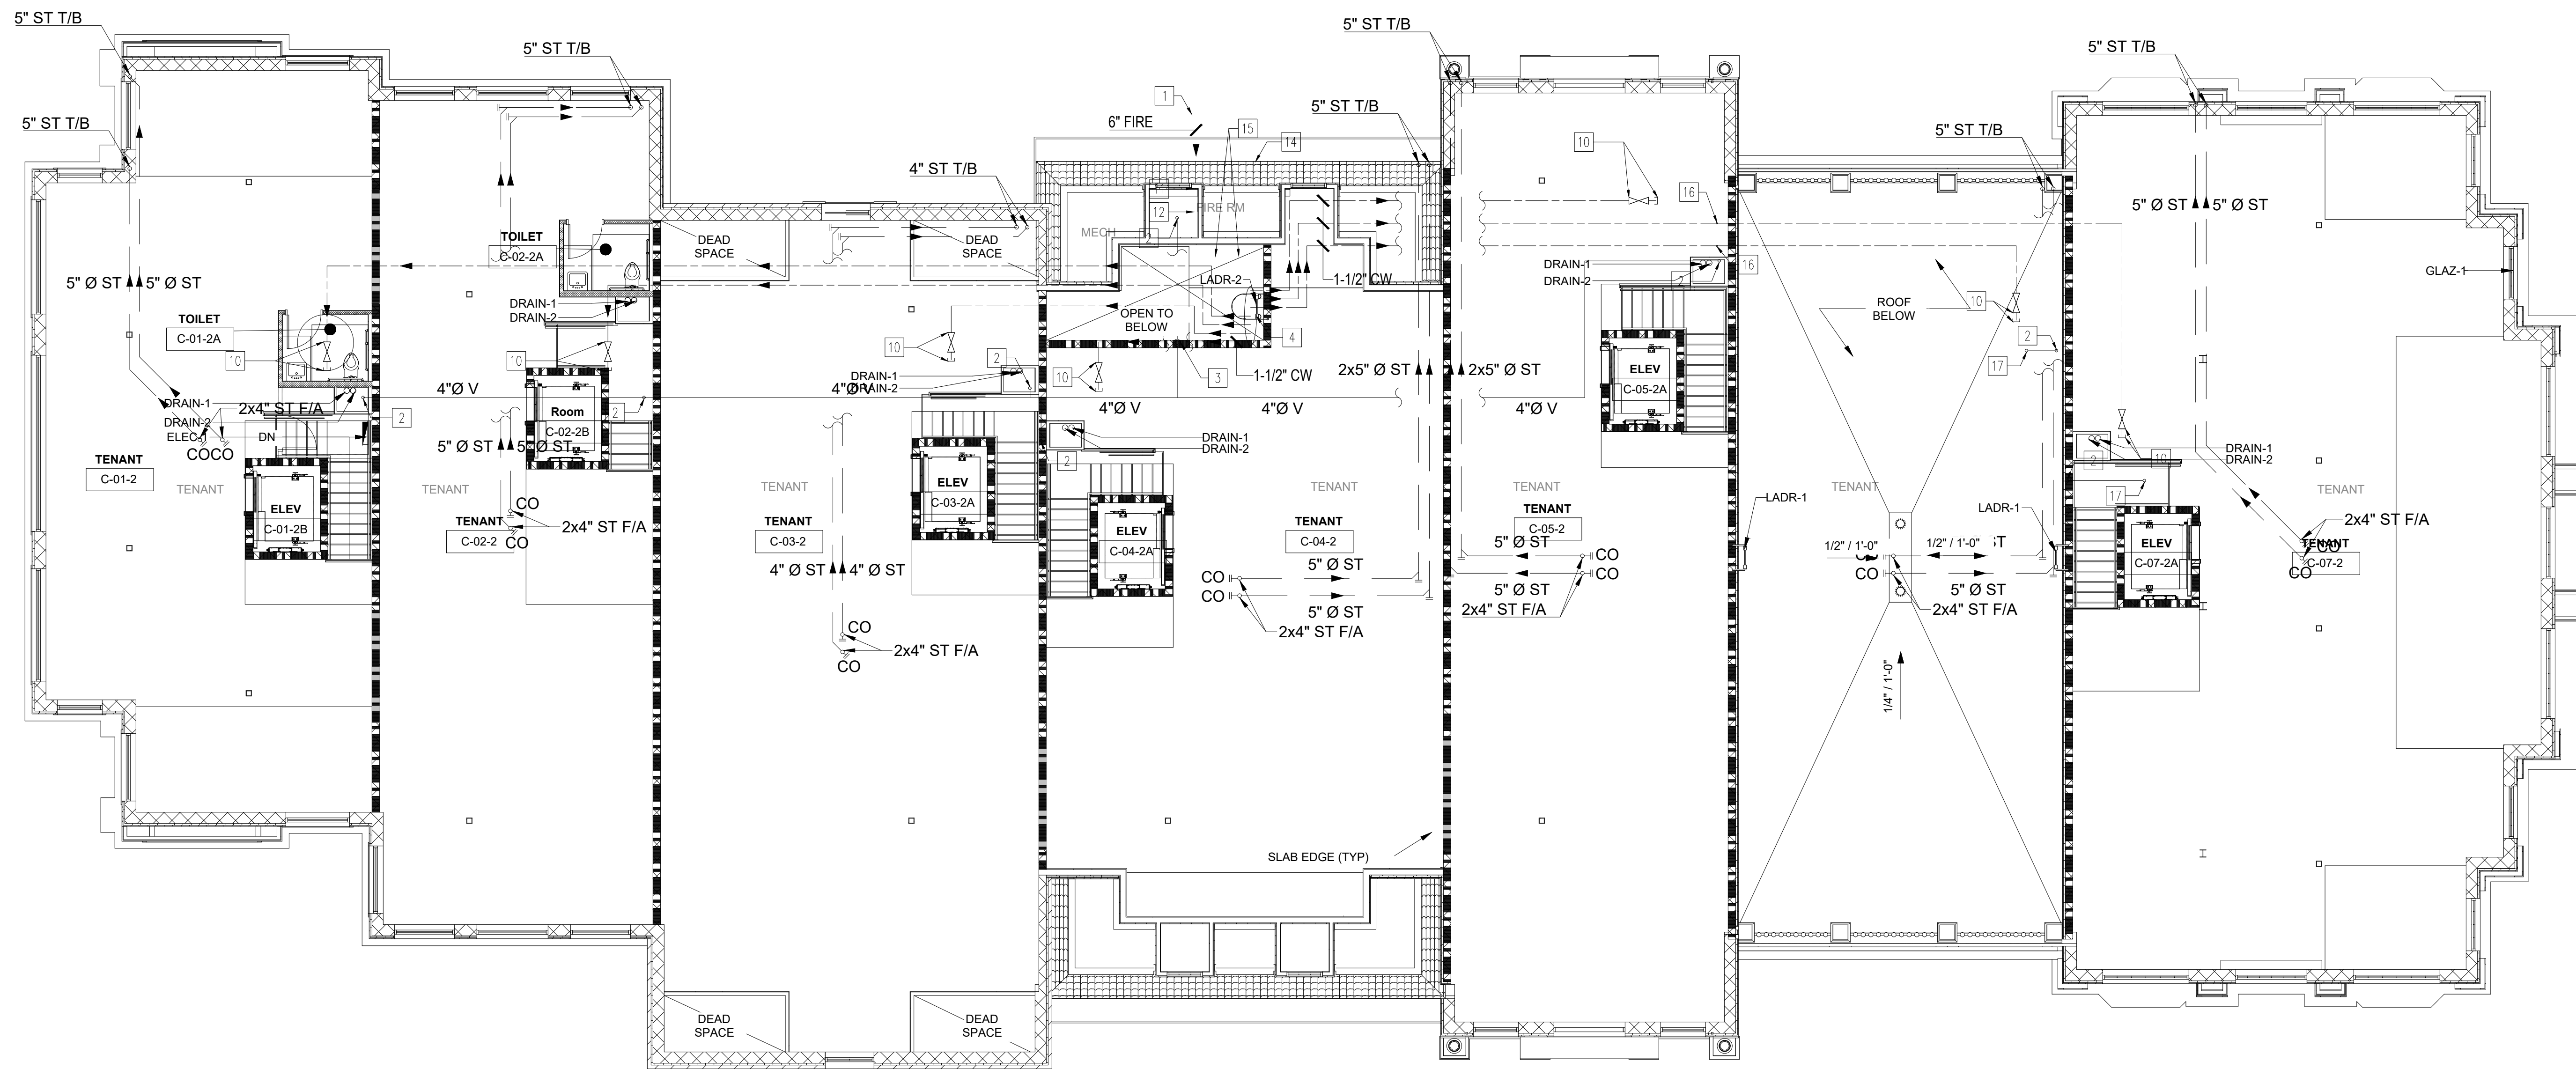 5" ST T/B
5" ST T/B
5" ST T/B
5" ST T/B
1
6" FIRE
15
14
5" ST T/B
5" ST T/B
5" ST T/B
10
4" ST T/B
16
12
FIRE RM
MECH
2
TOILET
C-02-2A
DEAD
SPACE
DEAD
SPACE
5" Ø ST
5" Ø ST
5" Ø ST
5" Ø ST
DRAIN-1
DRAIN-2
2
16
GLAZ-1
LADR-2
1-1/2" CW
DRAIN-1
DRAIN-2
ROOF
BELOW
10
OPEN TO
BELOW
TOILET
C-01-2A
10
10
10
4
2
17
2
DRAIN-1
DRAIN-2
10
3
1-1/2" CW
2x5" Ø ST
2x5" Ø ST
ELEV
C-05-2A
4"Ø V
4"Ø V
4"Ø V
4"Ø V
4"Ø V
DRAIN-1
DRAIN-2
2x4" ST F/A
ELEC-1
DN
2
Room
C-02-2B
2
COCO
5" Ø ST
5" Ø ST
DRAIN-1
DRAIN-2
2
DRAIN-1
DRAIN-2
2
10
17
TENANT
C-01-2
TENANT
TENANT
ELEV
C-01-2B
CO
TENANT
C-02-2
2x4" ST F/A
CO
TENANT
TENANT
C-03-2
ELEV
C-03-2A
ELEV
C-04-2A
TENANT
TENANT
C-04-2
TENANT
TENANT
C-05-2
TENANT
LADR-1
LADR-1
TENANT
2x4" ST F/A
TENANT
CO
C-07-2
CO
ELEV
C-07-2A
4" Ø ST
4" Ø ST
CO
CO
2x4" ST F/A
CO
CO
5" Ø ST
5" Ø ST
2x4" ST F/A
5" Ø ST
CO
CO
5" Ø ST
2x4" ST F/A
1/2" / 1'-0"
1/2" / 1'-0"
ST
CO
5" Ø ST
2x4" ST F/A
1/4" / 1'-0"
SLAB EDGE (TYP)
DEAD
SPACE
DEAD
SPACE